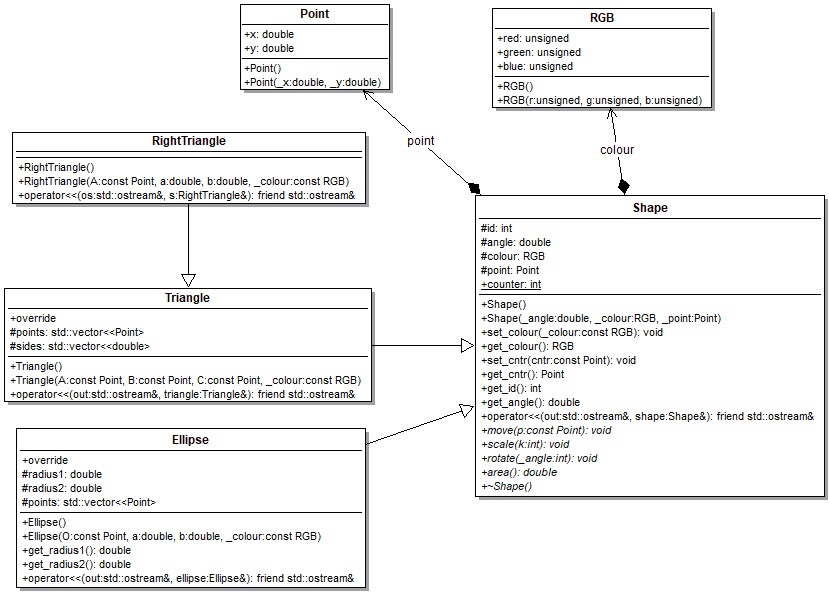 Point
+x: double
+y: double
+Point()
+Point(_x:double, _y:double)
RGB
+red: unsigned
+green: unsigned
+blue: unsigned
+RGB()
+RGB(r:unsigned, g:unsigned, b:unsigned)
point
colour
RightTriangle
+RightTriangle()
+RightTriangle(A:const Point, a:double, b:double, _colour:const RGB)
+operator<<(os:std::ostream&, s:RightTriangle&): friend std::ostream&
Shape
#id: int
#angle: double
#colour: RGB
#point: Point
+counter: int
+Shape()
+Shape(_angle:double, _colour:RGB, _point:Point)
+set_colour(_colour:const RGB): void
+get_colour(): RGB
+set_cntr(cntr:const Point): void
+get_cntr(): Point
+get_id(): int
+get_angle(): double
+operator<<(out:std::ostream&, shape:Shape&): friend std::ostream&
+move(p:const Point): void
+scale(k:int): void
+rotate(_angle:int): void
+area(): double
+~Shape()
Triangle
+override
#points: std::vector<<Point>
#sides: std::vector<<double>
+Triangle()
+Triangle(A:const Point, B:const Point, C:const Point, _colour:const RGB)
+operator<<(out:std::ostream&, triangle:Triangle&): friend std::ostream&
Ellipse
+override
#radius1: double
#radius2: double
#points: std::vector<<Point>
+Ellipse()
+Ellipse(O:const Point, a:double, b:double, _colour:const RGB)
+get_radius1(): double
+get_radius2(): double
+operator<<(out:std::ostream&, ellipse:Ellipse&): friend std::ostream&